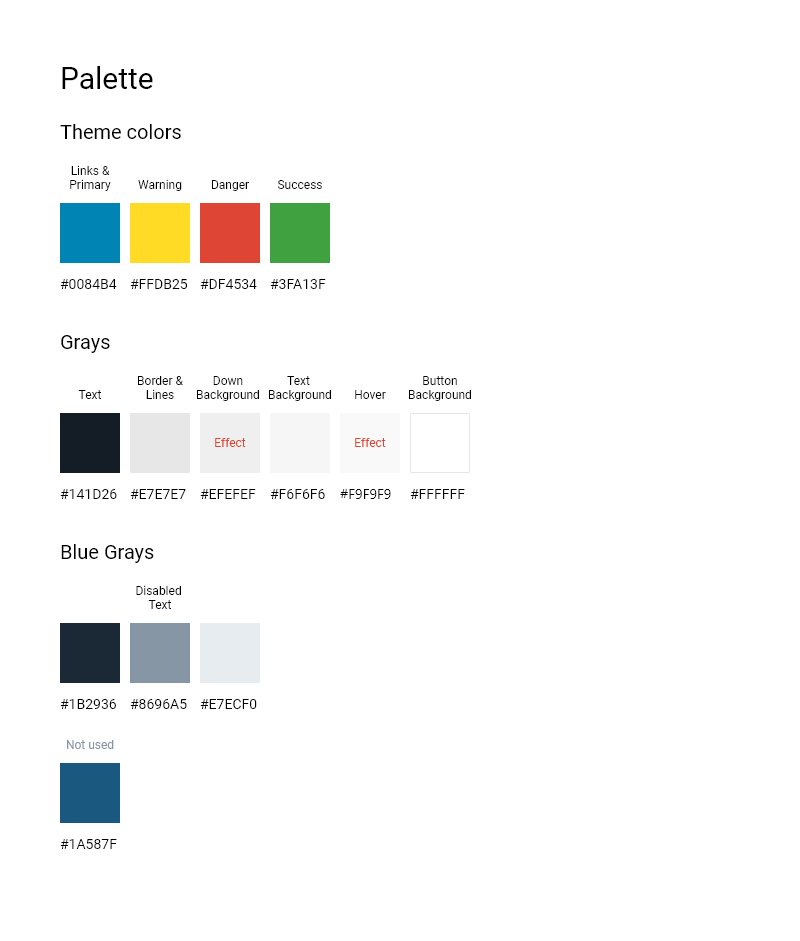 Palette
Theme colors
Links &
Primary
Warning
Danger
Success
#0084B4 #FFDB25 #DF4534 #3FA13F
Grays
Text
Border &
Lines
Down
Background
Text
Background
Hover
Button
Background
Effect
Effect
#141D26 #E7E7E7 #EFEFEF #F6F6F6 #F9F9F9 #FFFFFF
Blue Grays
Disabled
Text
#1B2936 #8696A5 #E7ECF0
Not used
#1A587F